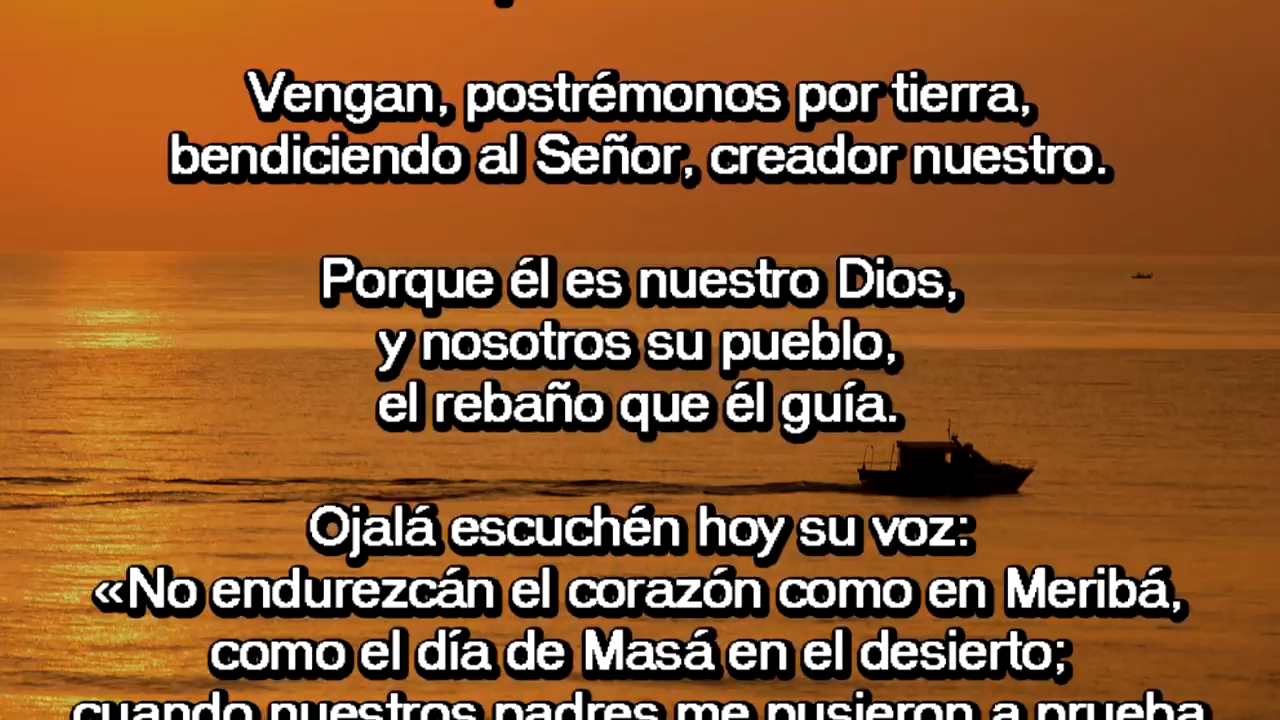 Vengan, postrémonos por tierra,
bendiciendo al Señor, creador nuestro.
Porque él es nuestro Dios,
y nosotros su pueblo,
el rebaño que él guía.
Ojalá escuchén hoy su voz:
«No endurezcán el corazón como en Meribá,
como el día de Masá en el desierto;
cuando nuestros padres me pusieron a prueba